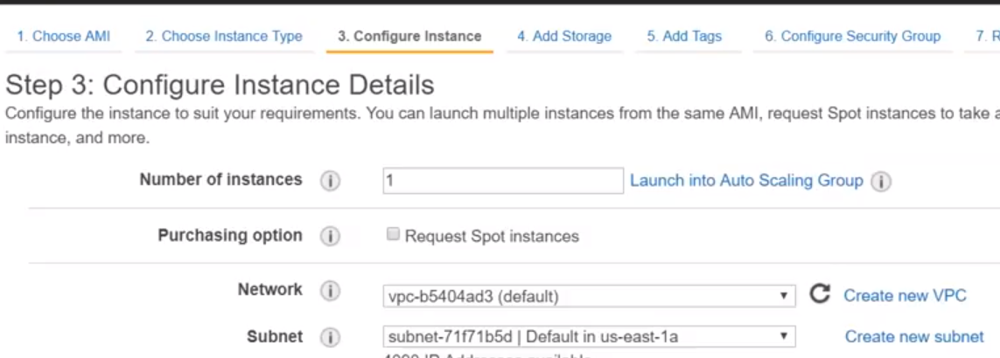 1. Choose AMI 2. Choose Instance Type 3. Configure Instance 4. Add Storage 5. Add Tags 6. Configure Security Group 7. R
Step 3: Configure Instance Details
Configure the instance to suit your requirements. You can launch multiple instances from the same AMI, request Spot instances to take a
instance, and more.
Number of instances i 1 Launch into Auto Scaling Group i
Purchasing option i Request Spot instances
Network i vpc-b5404ad3 (default) Create new VPC
Subnet i subnet-71f71b5d | Default in us-east-1a Create new subnet